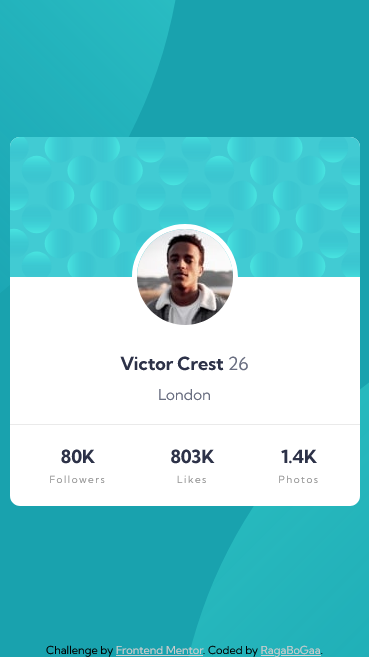 Victor Crest 26
London
80K 803K 1.4K
Followers Likes Photos
Challenge by Frontend Mentor. Coded by RagaBoGaa.